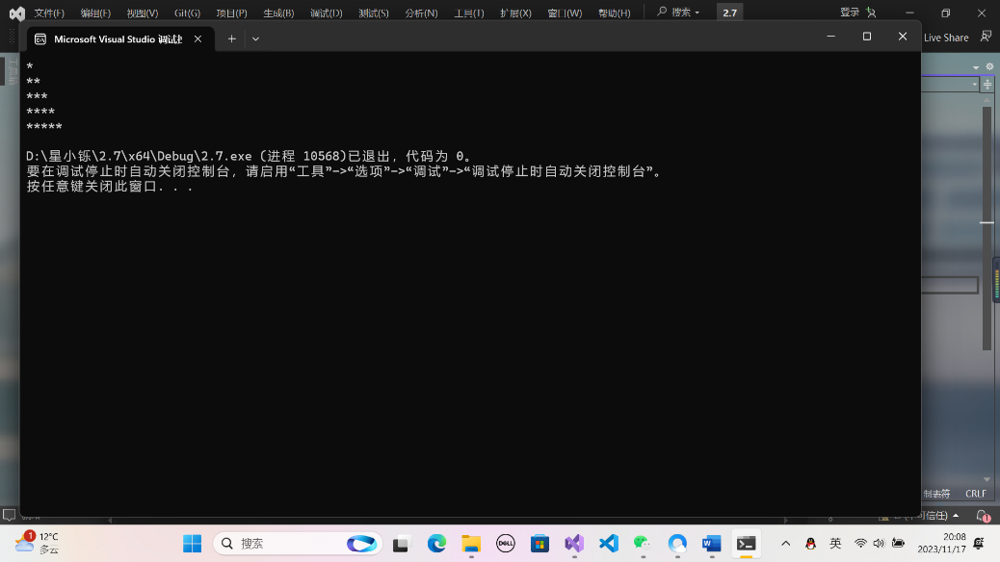 文件(F) 编辑(E) 视图(V) Git(G) 项目(P) 生成(B) 调试(D) 测试(S) 分析(N) 工具(T) 扩展(X) 窗口(W) 帮助(H) 搜索 2.7 登录
Microsoft Visual Studio 调试
Live Share
*
**
***
****
*****
D:\星小铄\2.7\x64\Debug\2.7.exe (进程 10568)已退出，代码为 0。
要在调试停止时自动关闭控制台，请启用“工具”->“选项”->“调试”->“调试停止时自动关闭控制台”。
按任意键关闭此窗口. . .
制表符 CRLF
可信任)
1
1
12°C
多云
搜索
DELL
W
英
20:08
2023/11/17